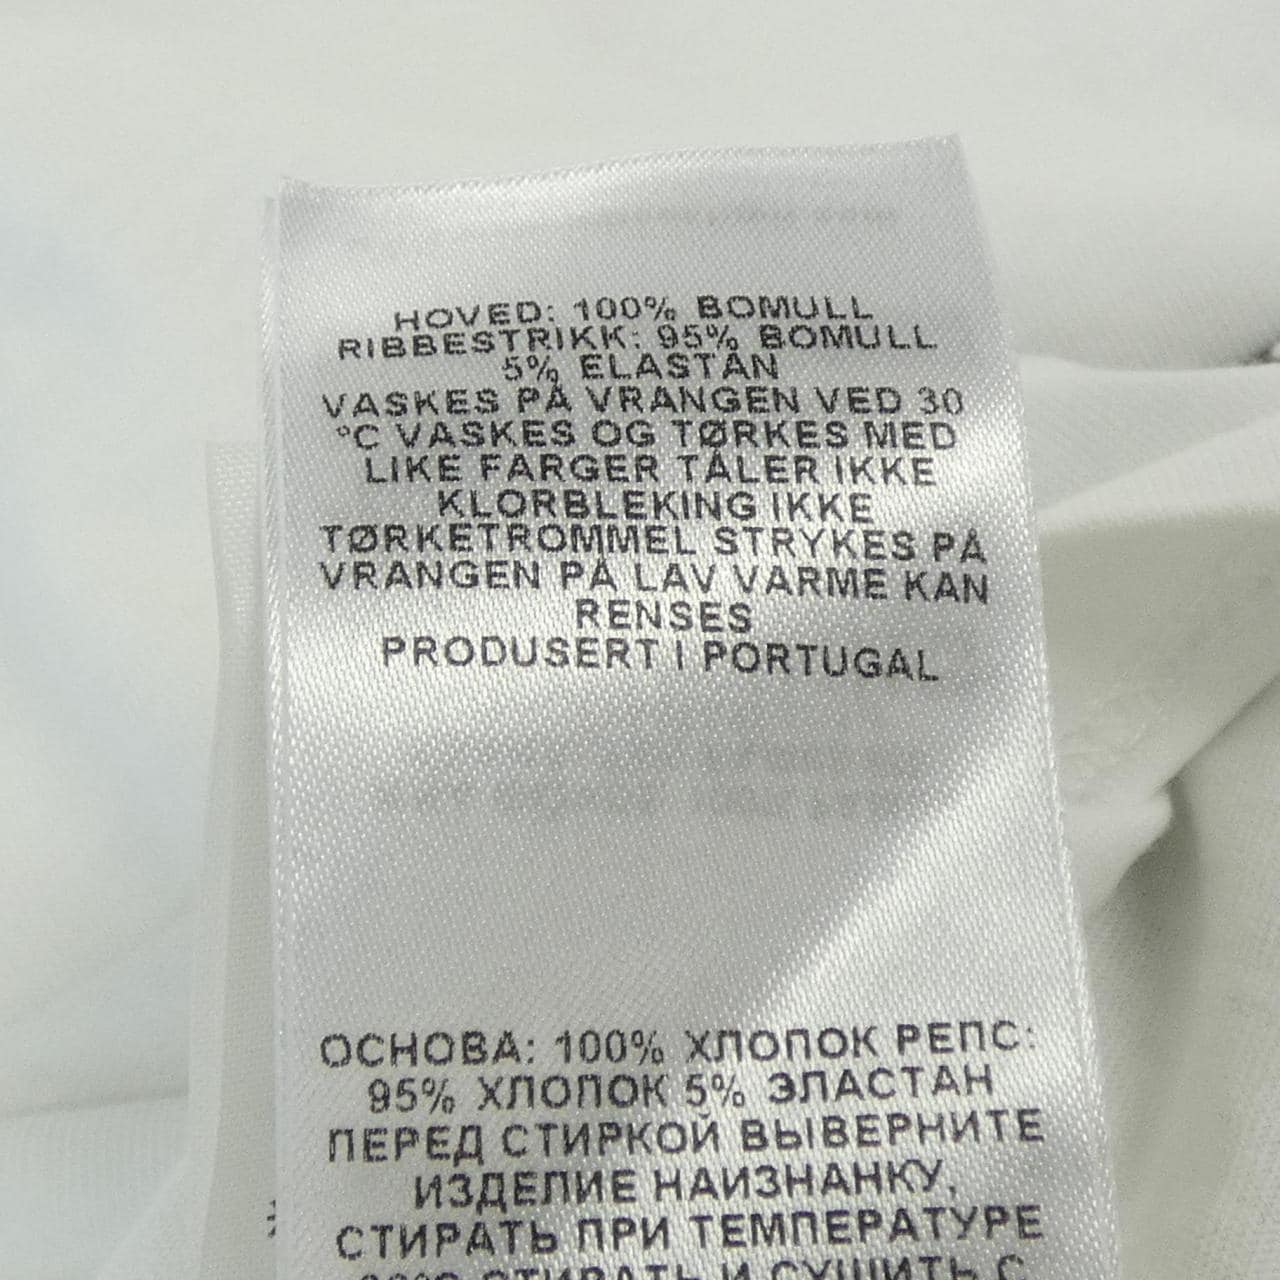 HOVED: 100% BOMULL
RIBBESTRIKK: 95% BOMULL
5% ELASTAN
VASKES PÅ VRANGEN VED 30
°C VASKES OG TØRKES MED
LIKE FARGER TÅLER IKKE
KLORBLEKING IKKE
TØRKETROMMEL STRYKES PÅ
VRANGEN PÅ LAV VARME KAN
RENSES
PRODUSERT I PORTUGAL
ОСНОВА: 100% ХЛОПОК РЕПС:
95% ХЛОПОК 5% ЭЛАСТАН
ПЕРЕД СТИРКОЙ ВЫВЕРНИТЕ
ИЗДЕЛИЕ НАИЗНАНКУ,
СТИРАТЬ ПРИ ТЕМПЕРАТУРЕ
СТИРАТЬ И СУШИТЬ С